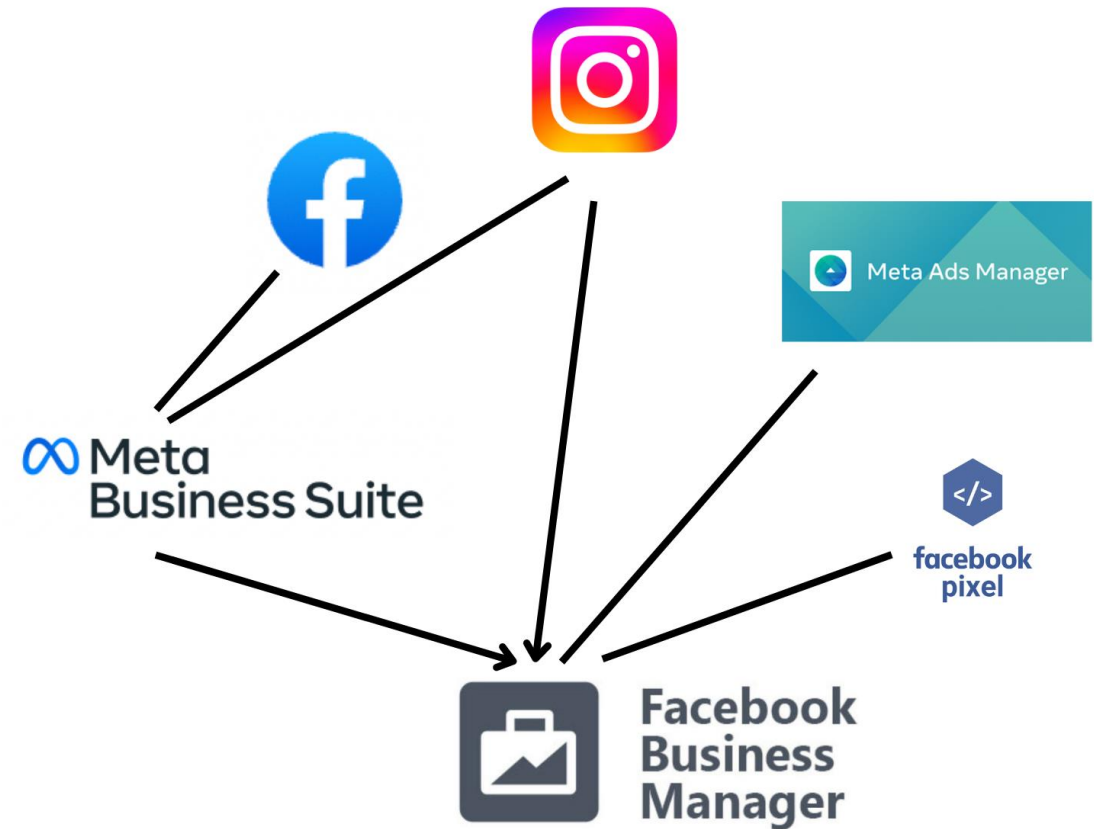 f
Meta Ads Manager
Meta
Business Suite
</>
facebook
pixel
Facebook
Business
Manager